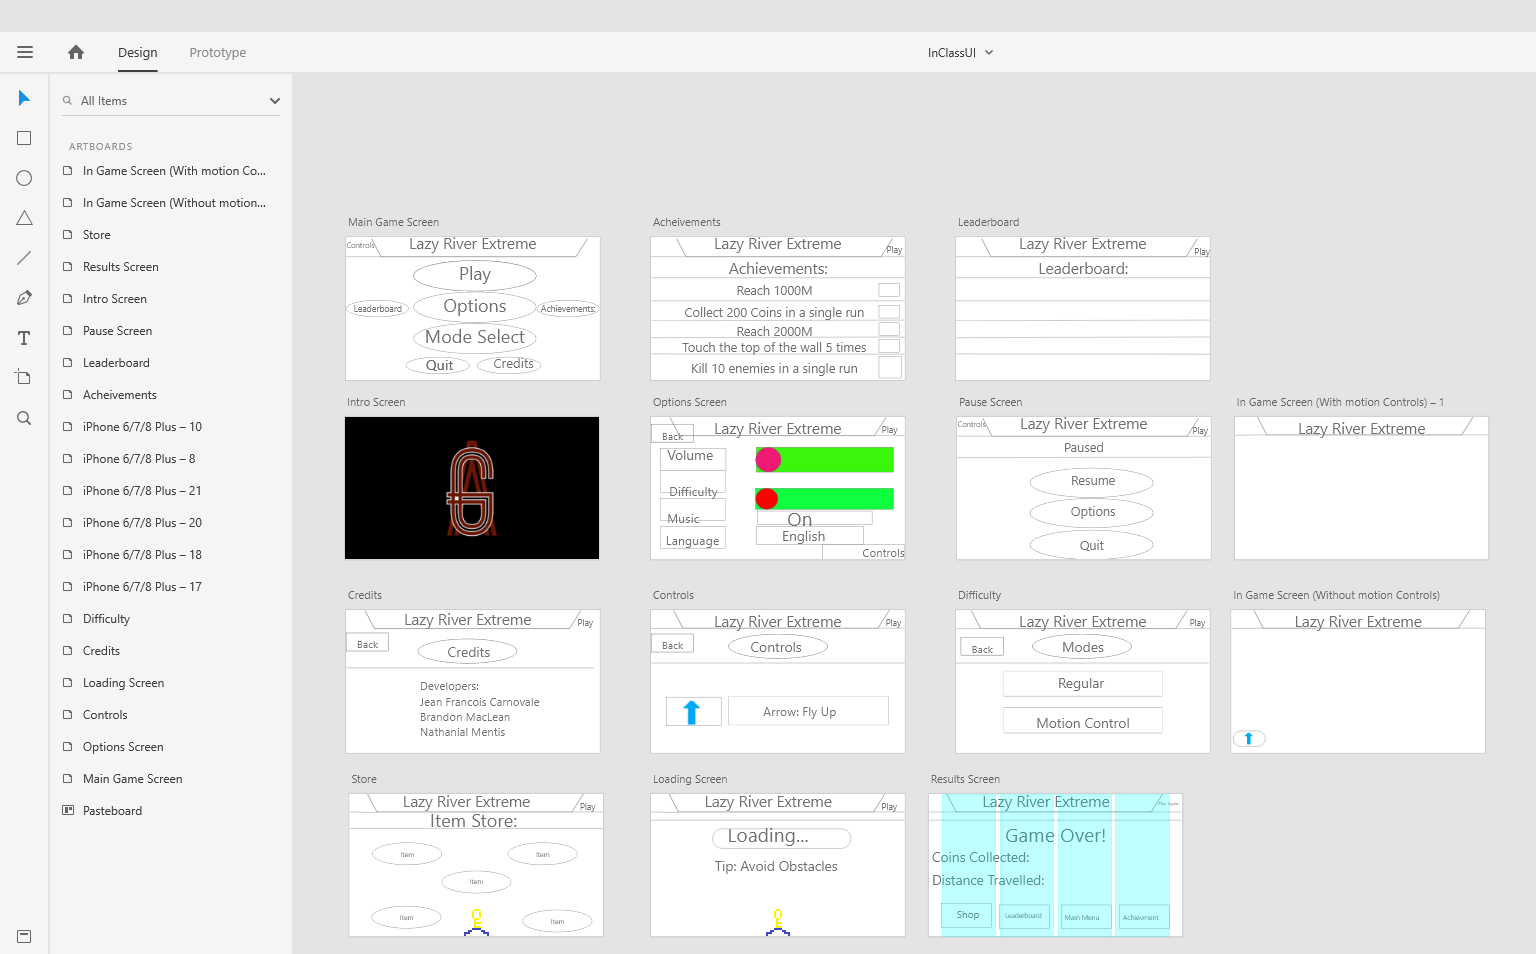 Design
Prototype
InClassUI
All Items
ARTBOARDS
In Game Screen (With motion Co...
In Game Screen (Without motion...
Store
Results Screen
Intro Screen
Pause Screen
Leaderboard
Acheivements
iPhone 6/7/8 Plus – 10
iPhone 6/7/8 Plus – 8
iPhone 6/7/8 Plus – 21
iPhone 6/7/8 Plus – 20
iPhone 6/7/8 Plus – 18
iPhone 6/7/8 Plus – 17
Difficulty
Credits
Loading Screen
Controls
Options Screen
Main Game Screen
Pasteboard
Main Game Screen
Controls
Lazy River Extreme
Play
Leaderboard
Options
Achievements:
Mode Select
Quit
Credits
Acheivements
Lazy River Extreme
Play
Achievements:
Reach 1000M
Collect 200 Coins in a single run
Reach 2000M
Touch the top of the wall 5 times
Kill 10 enemies in a single run
Leaderboard
Lazy River Extreme
Play
Leaderboard:
Intro Screen
Options Screen
Lazy River Extreme
Play
Back
Volume
Difficulty
Music
On
Language
English
Controls
Pause Screen
Controls
Lazy River Extreme
Play
Paused
Resume
Options
Quit
In Game Screen (With motion Controls) – 1
Lazy River Extreme
Credits
Lazy River Extreme
Play
Back
Credits
Developers:
Jean Francois Carnovale
Brandon MacLean
Nathanial Mentis
Controls
Lazy River Extreme
Play
Back
Controls
Arrow: Fly Up
Difficulty
Lazy River Extreme
Play
Back
Modes
Regular
Motion Control
In Game Screen (Without motion Controls)
Lazy River Extreme
Store
Lazy River Extreme
Play
Item Store:
Item
Item
Item
Item
Item
Loading Screen
Lazy River Extreme
Play
Loading...
Tip: Avoid Obstacles
Results Screen
Lazy River Extreme
Game Over!
Coins Collected:
Distance Travelled:
Shop
Leaderboard
Main Menu
Achievment